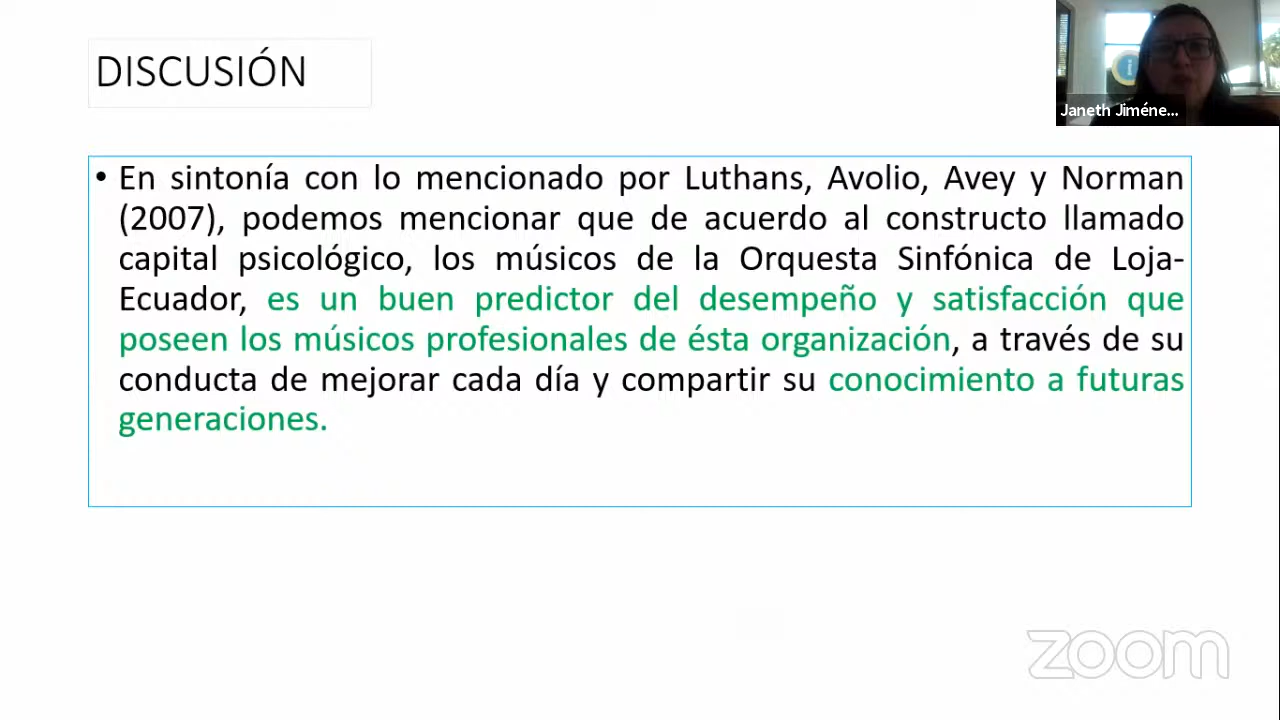 DISCUSIÓN
Janeth Jiméne...
• En sintonía con lo mencionado por Luthans, Avolio, Avey y Norman
(2007), podemos mencionar que de acuerdo al constructo llamado
capital psicológico, los músicos de la Orquesta Sinfónica de Loja-
Ecuador, es un buen predictor del desempeño y satisfacción que
poseen los músicos profesionales de ésta organización, a través de su
conducta de mejorar cada día y compartir su conocimiento a futuras
generaciones.
zoom